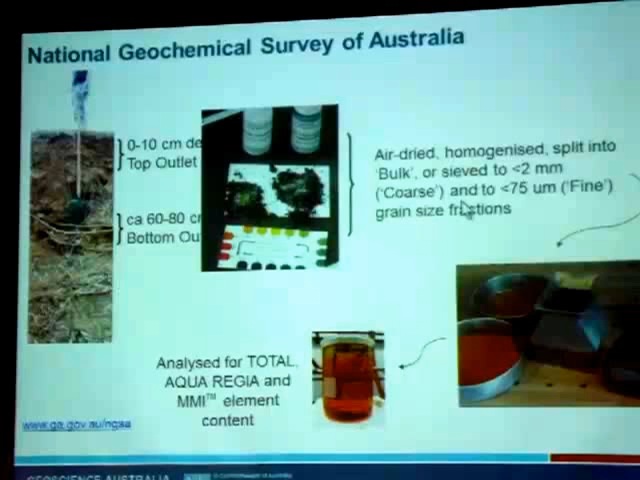 National Geochemical Survey of Australia
0-10 cm de
Top Outlet
ca 60-80 cm
Bottom Ou
Air-dried, homogenised, split into
'Bulk', or sieved to <2 mm
('Coarse') and to <75 um ('Fine')
grain size fractions
Analysed for TOTAL,
AQUA REGIA and
MMI™ element
content
www.ga.gov.au/ngsa
GEOSCIENCE AUSTRALIA